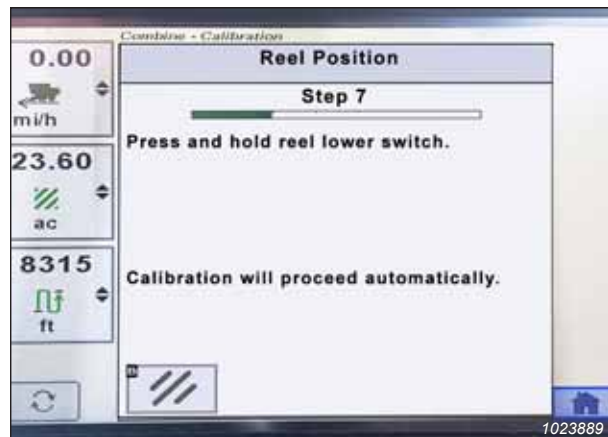 Combine - Calibration
0.00
mi/h
23.60
ac
8315
ft
Reel Position
Step 7
Press and hold reel lower switch.
Calibration will proceed automatically.
1023889